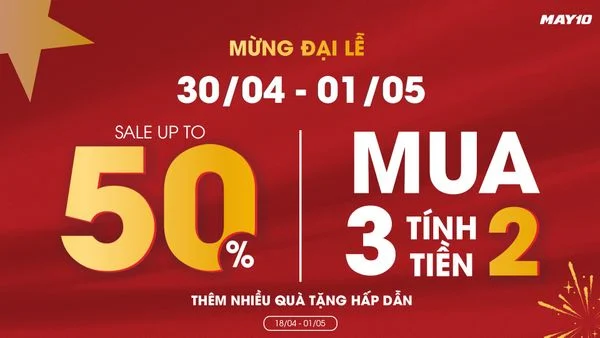 MAY10
MỪNG ĐẠI LỄ
30/04 - 01/05
SALE UP TO
50%
MUA
3 TÍNH TIỀN 2
THÊM NHIỀU QUÀ TẶNG HẤP DẪN
18/04 - 01/05